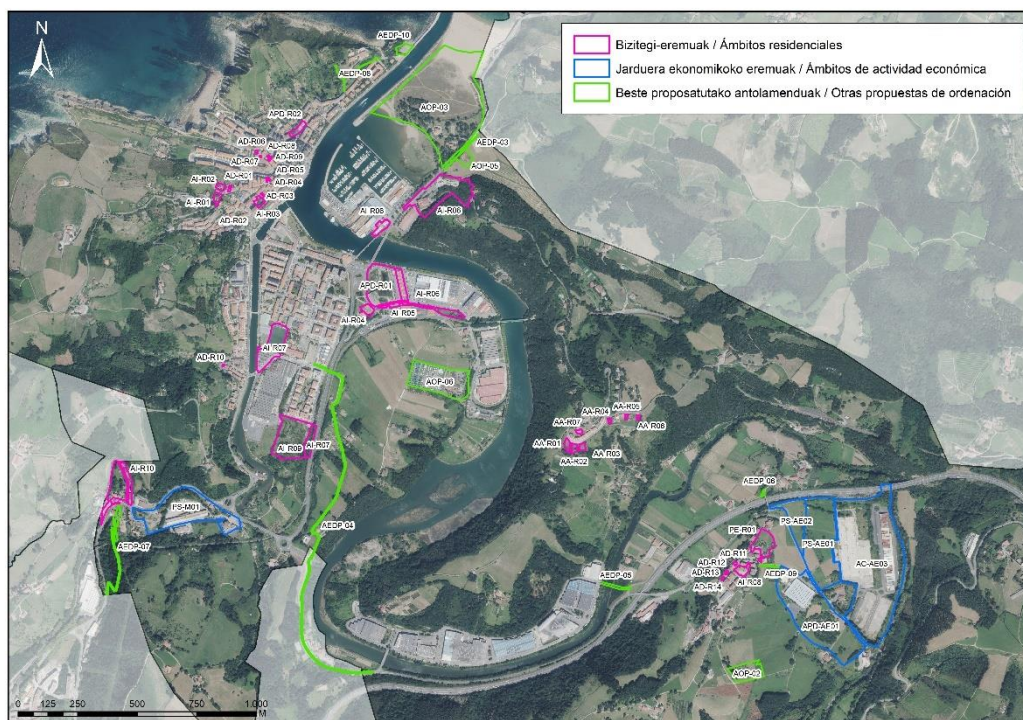 N
Bizitegi-eremuak / Ámbitos residenciales
Jarduera ekonomikoko eremuak / Ámbitos de actividad económica
Beste proposatutako antolamenduak / Otras propuestas de ordenación
AEDP-10
AEDP-08
AOP-03
APD-R02
AEDP-03
AD-R06
AD-R08
AD-R09
AD-R07
AOP-05
AD-R05
AI-R02
AD-R01
AD-R04
AI-R01
AD-R03
AI-R06
AI-R06
AD-R02
AI-R03
APD-R01
AI-R06
AI-R04
AI-R05
AI-R07
AD-R10
AOP-06
AA-R04
AA-R05
AA-R07
AA-R06
AI-R09
AI-R07
AA-R01
AA-R02
AA-R03
AI-R10
AEDP-06
PS-M01
PS-AE02
AEDP-04
PE-R01
PS-AE01
AEDP-07
AD-R11
AD-R12
AC-AE03
AD-R13
AEDP-09
AEDP-05
AD-R14
AI-R08
APD-AE01
AOP-02
0 125 250 500 750 1.000
M